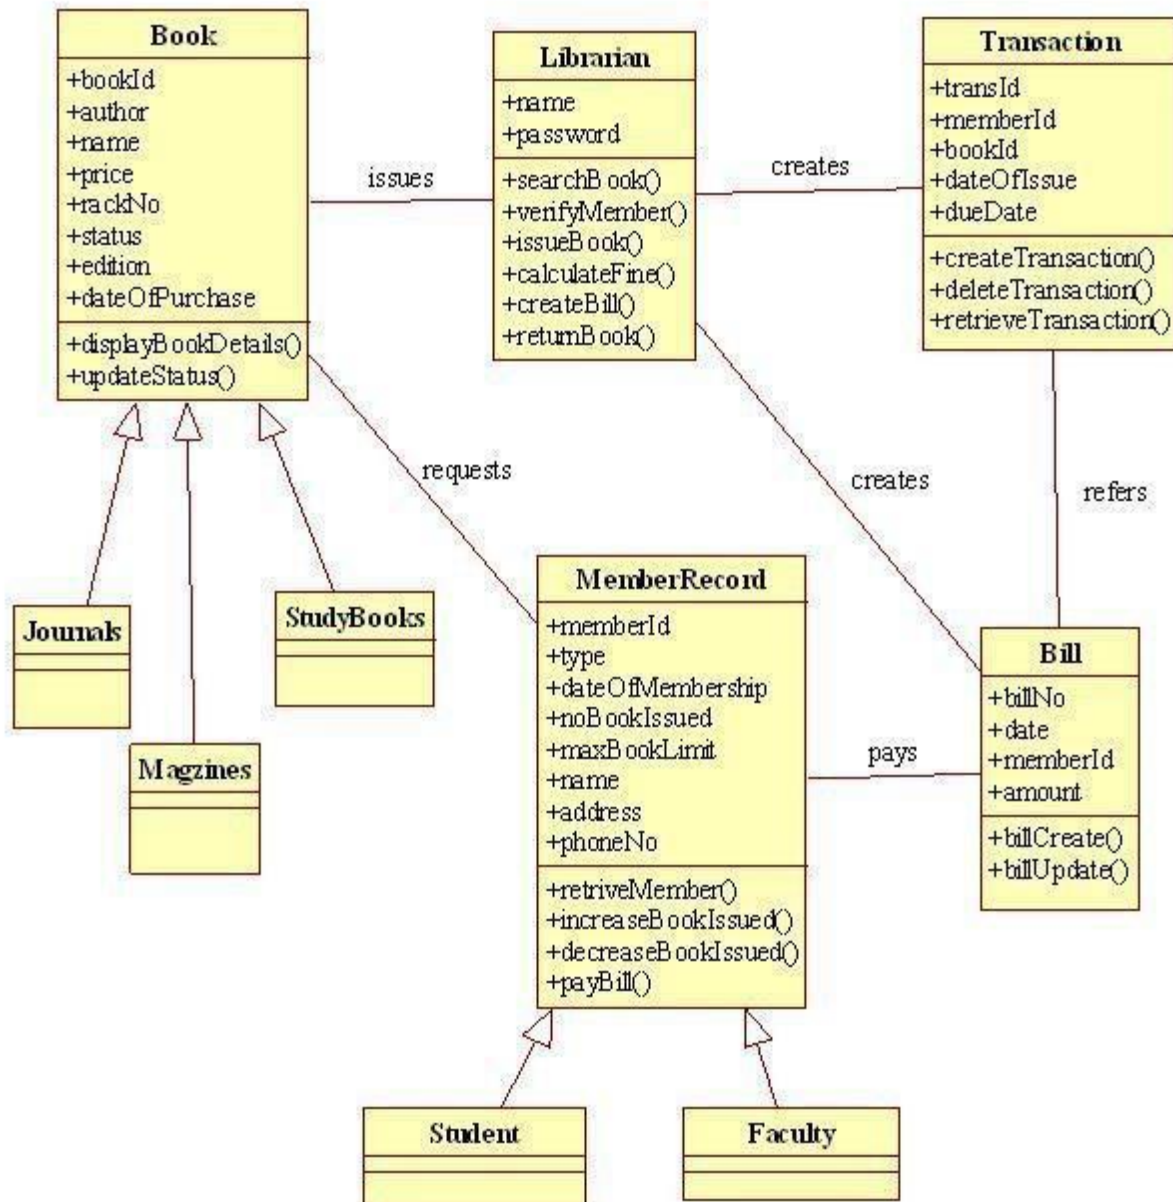 Book
+bookId
+author
+name
+price
+rackNo
+status
+edition
+dateOfPurchase
+displayBookDetails()
+updateStatus()
issues
Librarian
+name
+password
+searchBook()
+verifyMember()
+issueBook()
+calculateFine()
+createBill()
+returnBook()
creates
Transaction
+transId
+memberId
+bookId
+dateOfIssue
+dueDate
+createTransaction()
+deleteTransaction()
+retrieveTransaction()
requests
creates
refers
Journals
Magzines
StudyBooks
MemberRecord
+memberId
+type
+dateOfMembership
+noBookIssued
+maxBookLimit
+name
+address
+phoneNo
+retriveMember()
+increaseBookIssued()
+decreaseBookIssued()
+payBill()
pays
Bill
+billNo
+date
+memberId
+amount
+billCreate()
+billUpdate()
Student
Faculty